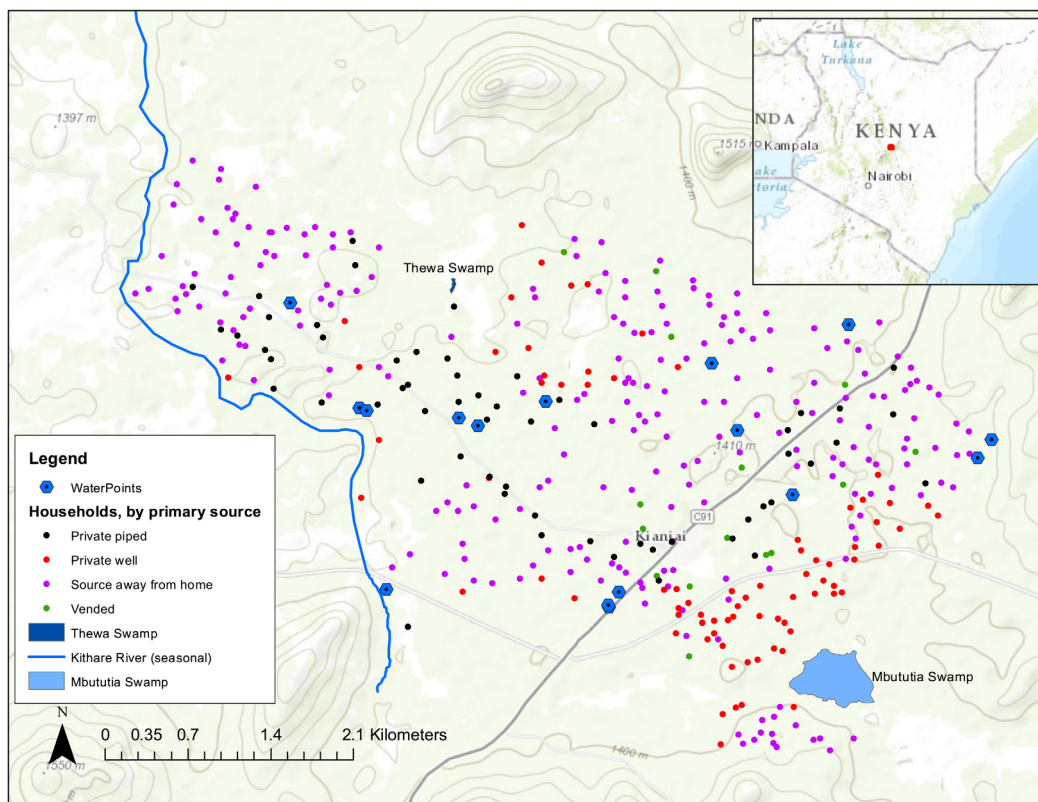 1397 m
1515 m
1400 m
Lake
Turkana
NDA
KENYA
Kampala
Nairobi
ake
toria
Thewa Swamp
1410 m
C91
Kianjai
Legend
WaterPoints
Households, by primary source
Private piped
Private well
Source away from home
Vended
Thewa Swamp
Kithare River (seasonal)
Mbututia Swamp
Mbututia Swamp
N
0 0.35 0.7 1.4 2.1 Kilometers
1400 m
1550 m